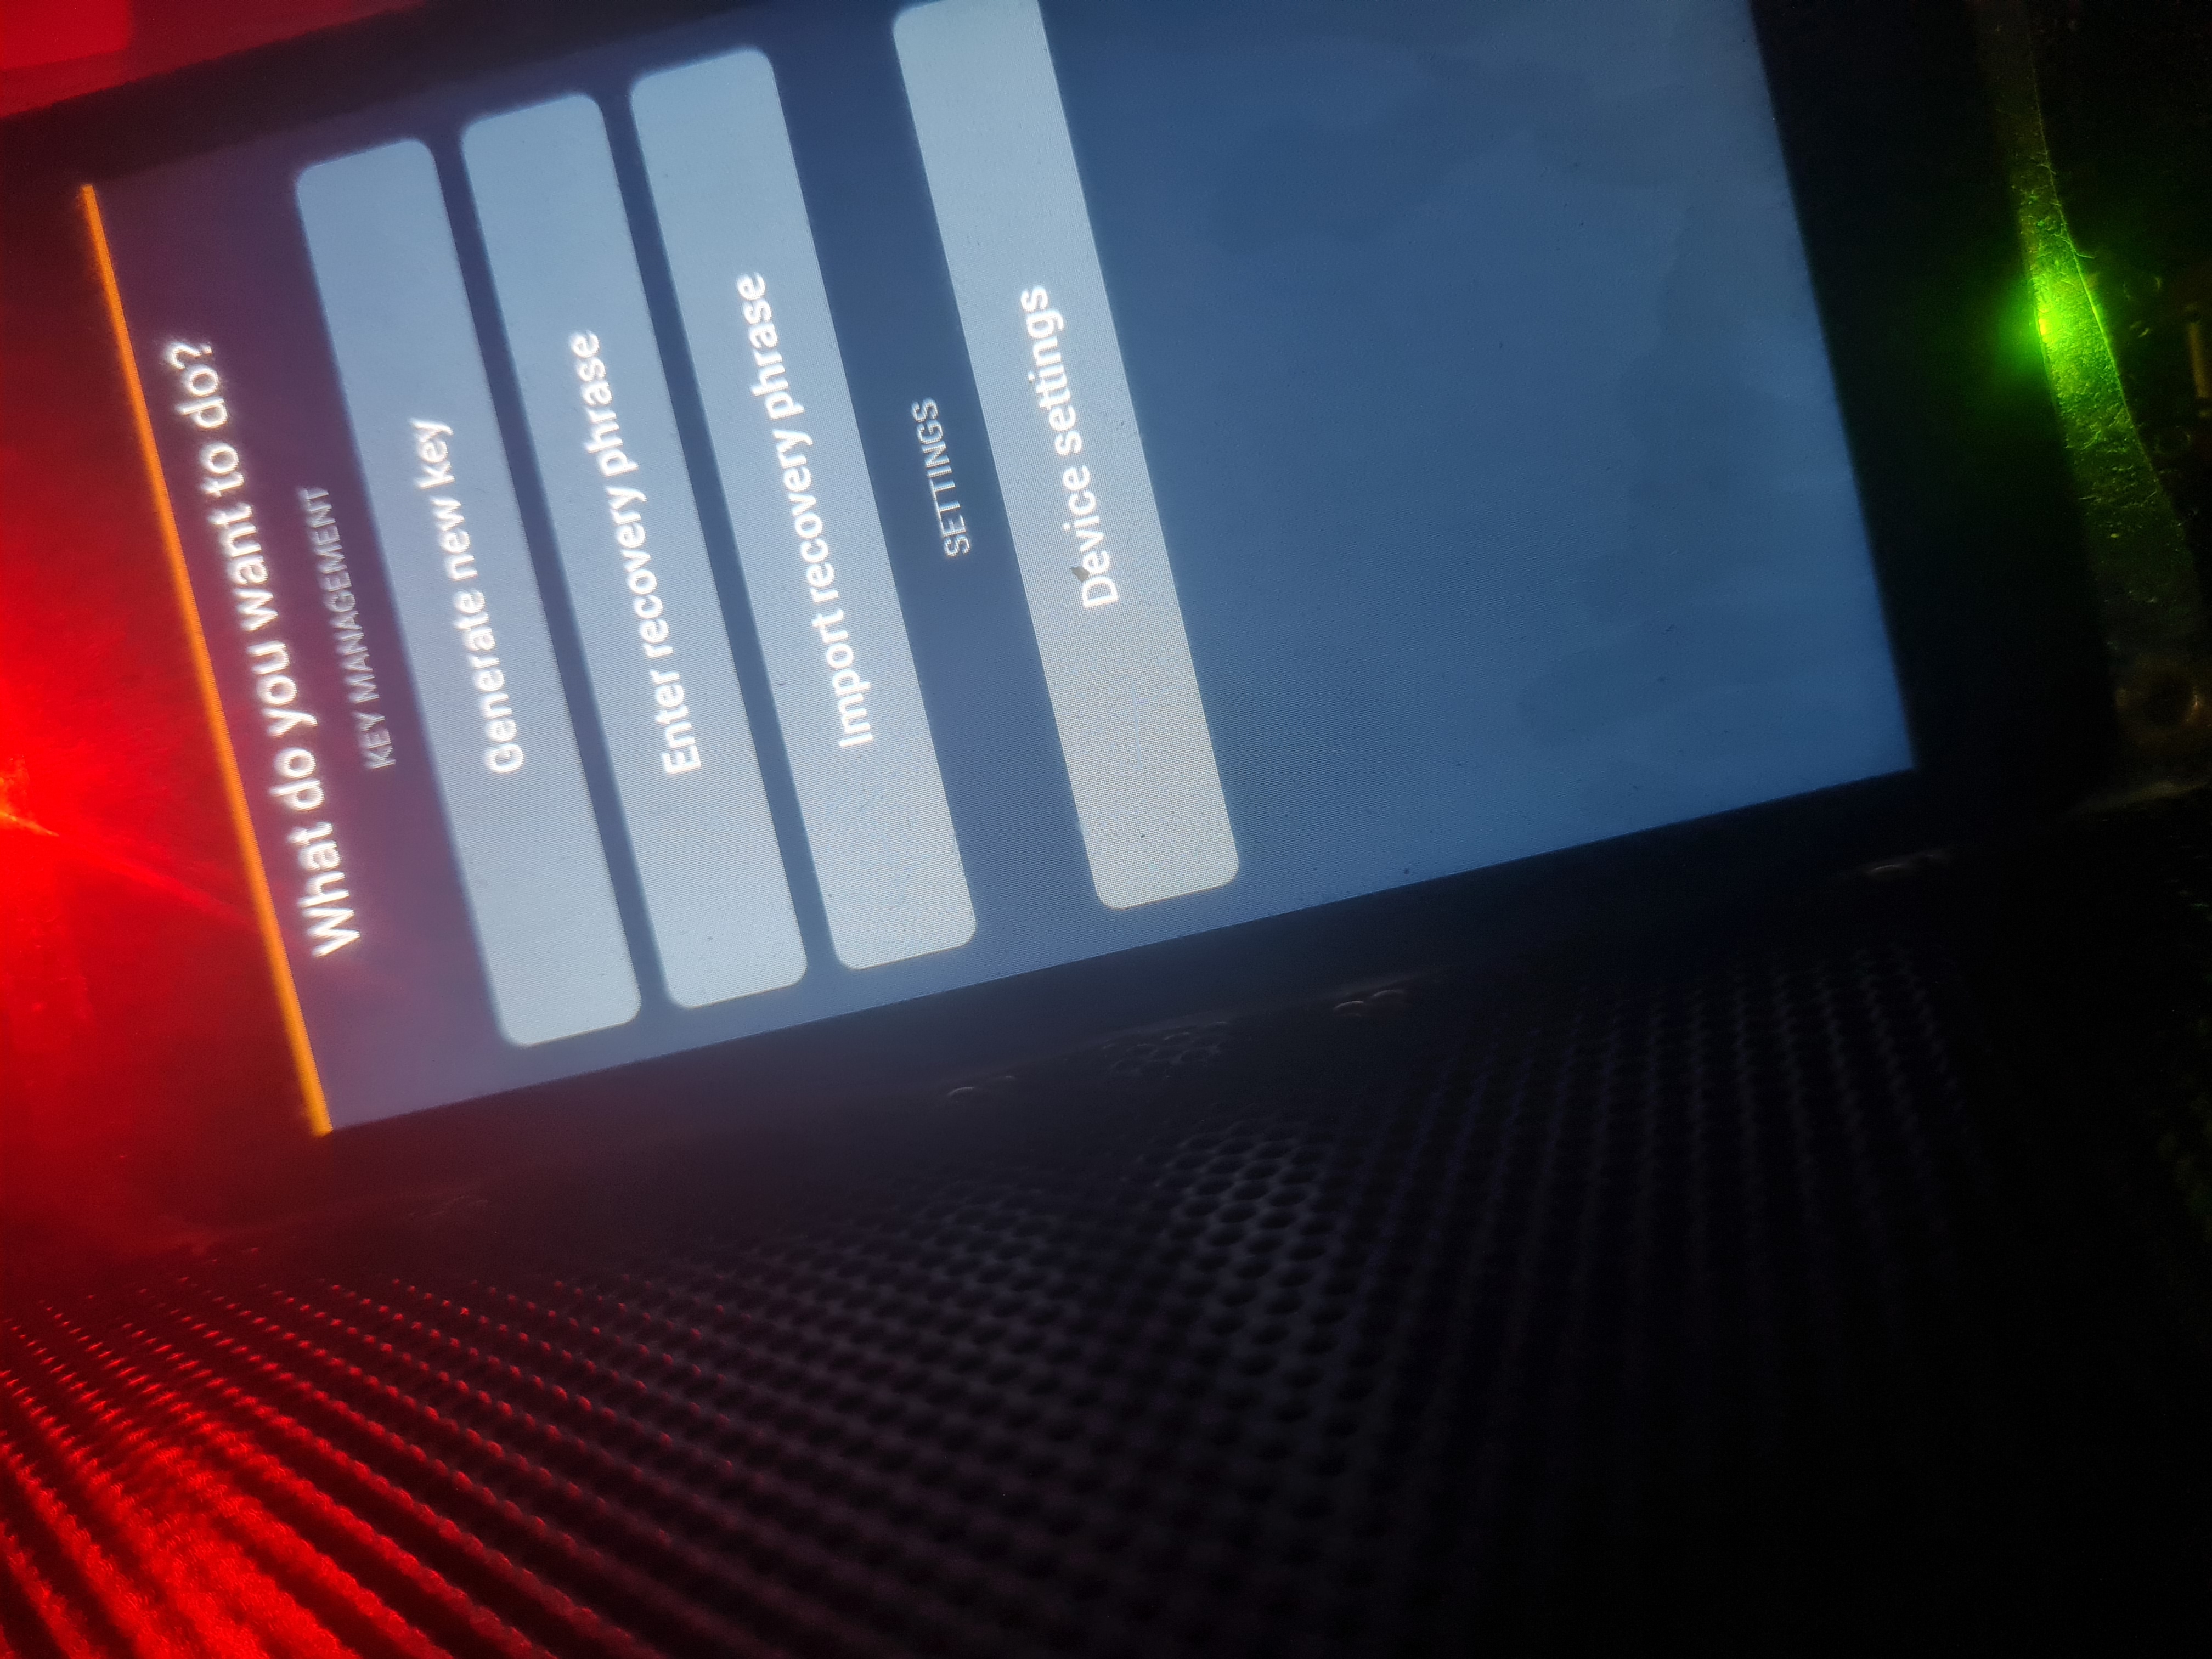 What do you want to do?
KEY MANAGEMENT
Generate new key
Enter recovery phrase
Import recovery phrase
SETTINGS
Device settings